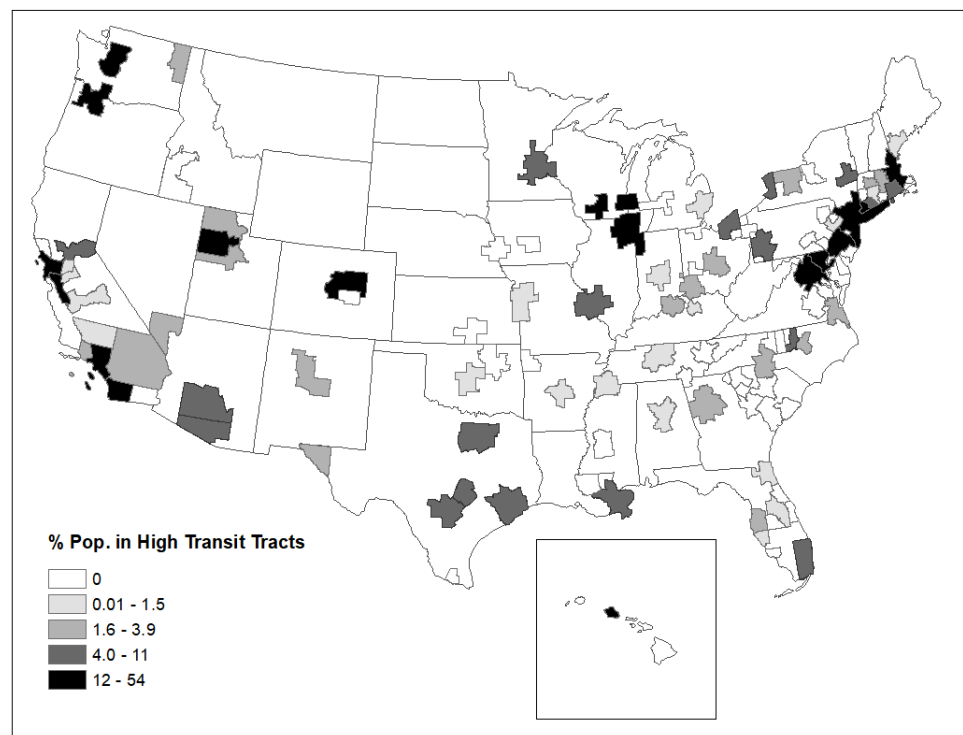 % Pop. in High Transit Tracts
0
0.01 - 1.5
1.6 - 3.9
4.0 - 11
12 - 54